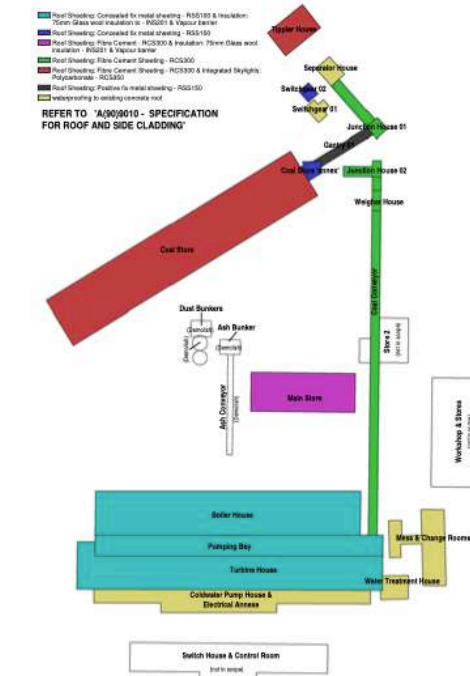 Roof Sheeting: Concealed fix metal sheeting - RSS100 & Insulation:
75mm Glass wool insulation to - INS201 & Vapour barrier
Roof Sheeting: Concealed fix metal sheeting - RSS100
Roof Sheeting: Fibre Cement - RCS300 & Insulation: 75mm Glass wool
insulation - INS201 & Vapour barrier
Roof Sheeting: Fibre Cement Sheeting - RCS300
Roof Sheeting: Fibre Cement Sheeting - RCS300 & Integrated Skylights:
Polycarbonate - RCS350
Roof Sheeting: Positive fix metal sheeting - RSS150
waterproofing to existing concrete roof
REFER TO 'A(90)9010 - SPECIFICATION
FOR ROOF AND SIDE CLADDING'
Tippler House
Seperator House
Switchgear 02
Switchgear 01
Junction House 01
Gantry 01
Coal Store 'annex'
Junction House 02
Weigher House
Coal Store
Coal Conveyor
Dust Bunkers
(Demolish)
(Demolish)
Ash Bunker
(Demolish)
Ash Conveyor
(Demolish)
Store 2
(not in scope)
Main Store
Workshop & Stores
Boiler House
Pumping Bay
Turbine House
Mess & Change Rooms
Water Treatment House
Coldwater Pump House &
Electrical Annexe
Switch House & Control Room
(not in scope)